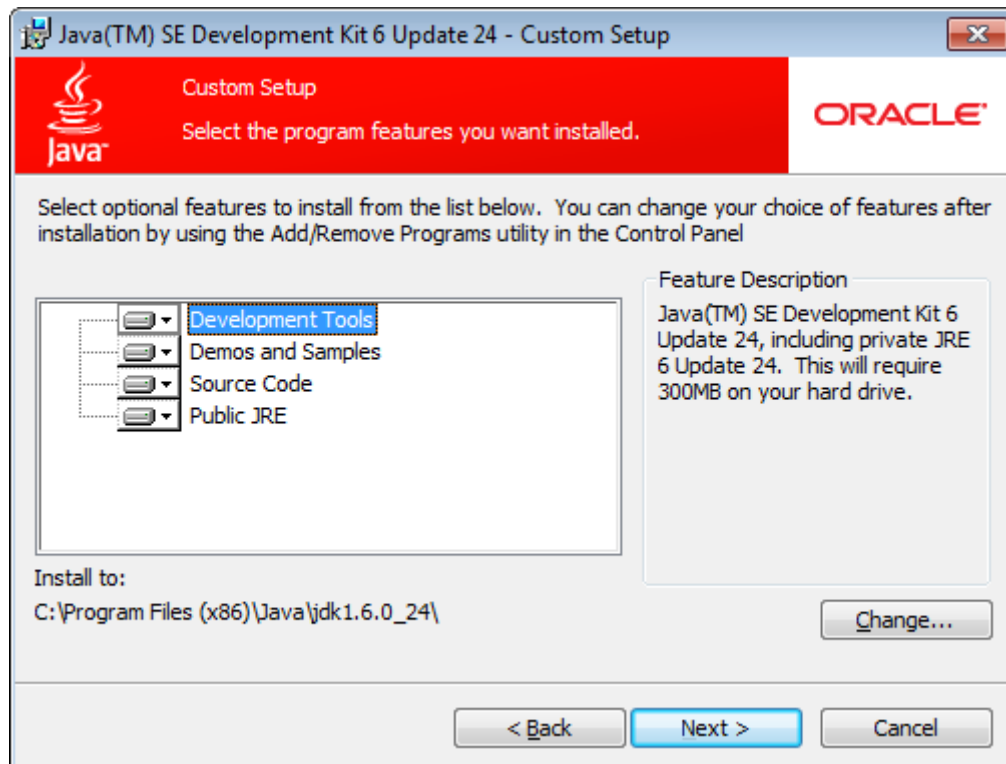 Java(TM) SE Development Kit 6 Update 24 - Custom Setup
Custom Setup
Select the program features you want installed.
Java™
ORACLE®
Select optional features to install from the list below.  You can change your choice of features after
installation by using the Add/Remove Programs utility in the Control Panel
Development Tools
Demos and Samples
Source Code
Public JRE
Feature Description
Java(TM) SE Development Kit 6
Update 24, including private JRE
6 Update 24.  This will require
300MB on your hard drive.
Install to:
C:\Program Files (x86)\Java\jdk1.6.0_24\
Change...
< Back
Next >
Cancel